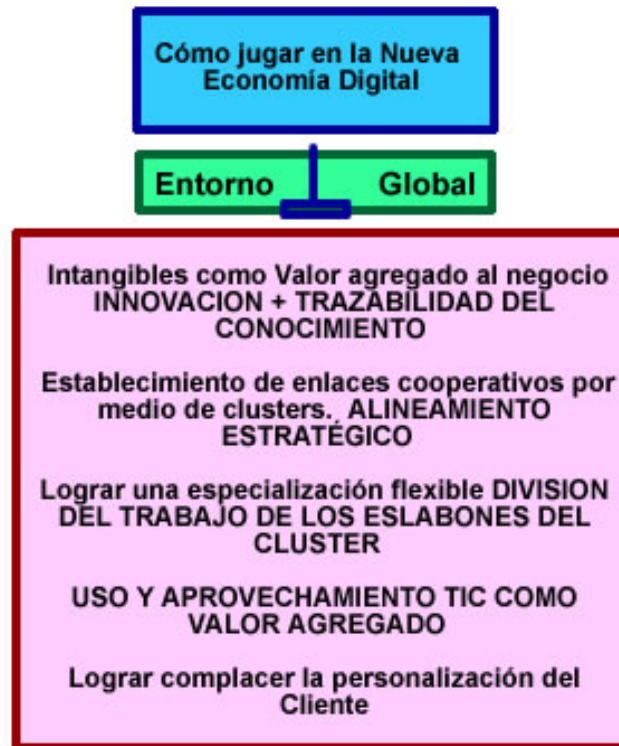 Cómo jugar en la Nueva
Economía Digital
Entorno Global
Intangibles como Valor agregado al negocio
INNOVACION + TRAZABILIDAD DEL
CONOCIMIENTO
Establecimiento de enlaces cooperativos por
medio de clusters. ALINEAMIENTO
ESTRATÉGICO
Lograr una especialización flexible DIVISION
DEL TRABAJO DE LOS ESLABONES DEL
CLUSTER
USO Y APROVECHAMIENTO TIC COMO
VALOR AGREGADO
Lograr complacer la personalización del
Cliente